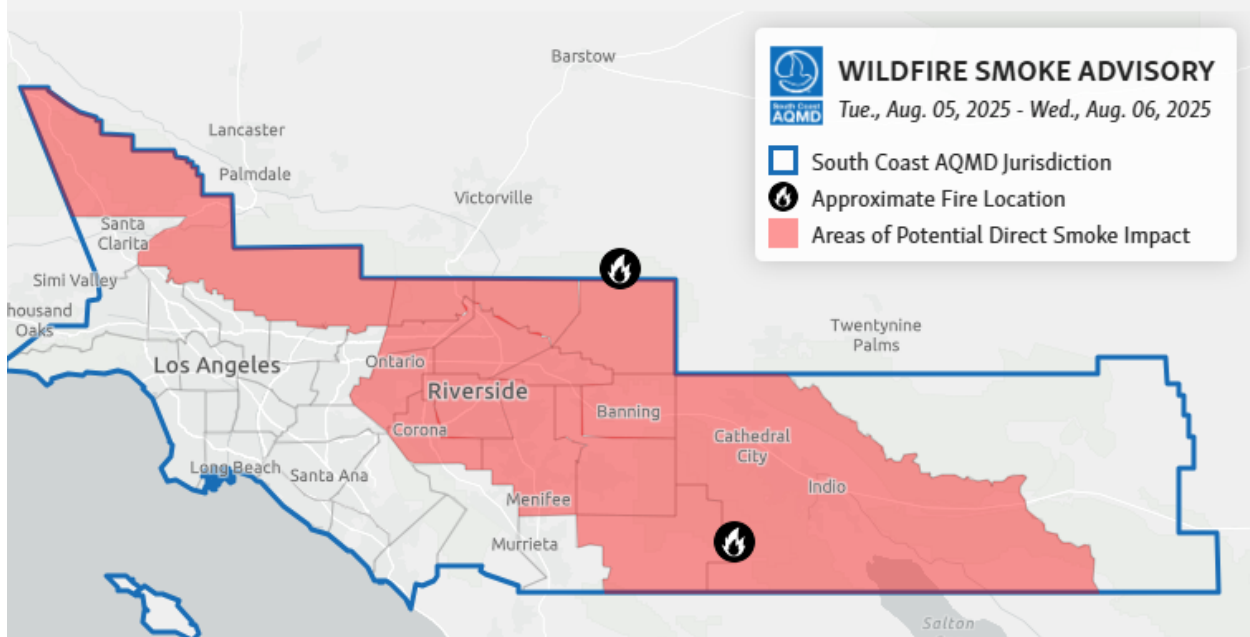 Barstow
WILDFIRE SMOKE ADVISORY
South Coast
AQMD
Tue., Aug. 05, 2025 - Wed., Aug. 06, 2025
South Coast AQMD Jurisdiction
Approximate Fire Location
Areas of Potential Direct Smoke Impact
Lancaster
Palmdale
Victorville
Santa
Clarita
Simi Valley
housand
Oaks
Twentynine
Palms
Los Angeles
Ontario
Riverside
Banning
Corona
Cathedral
City
Long Beach
Santa Ana
Indio
Menifee
Murrieta
Salton